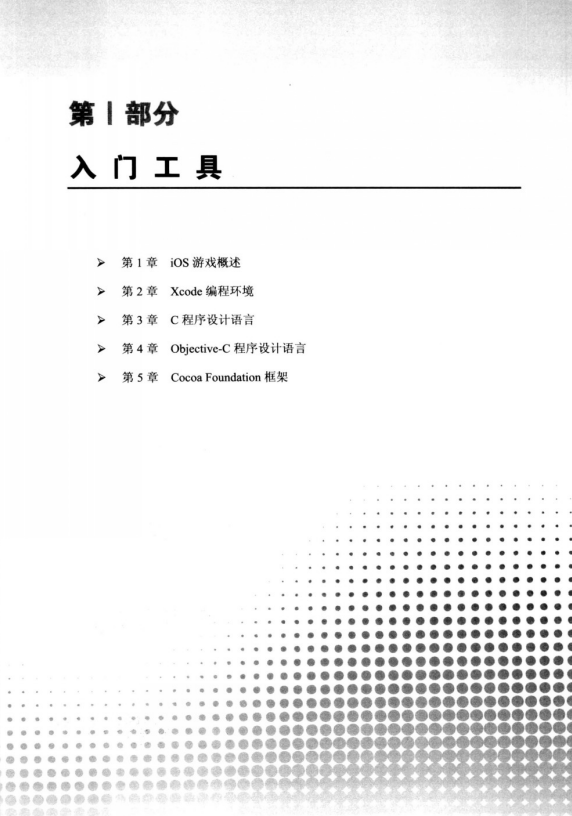 第Ⅰ部分
入门工具
➢ 第 1 章 iOS 游戏概述
➢ 第 2 章 Xcode 编程环境
➢ 第 3 章 C 程序设计语言
➢ 第 4 章 Objective-C 程序设计语言
➢ 第 5 章 Cocoa Foundation 框架